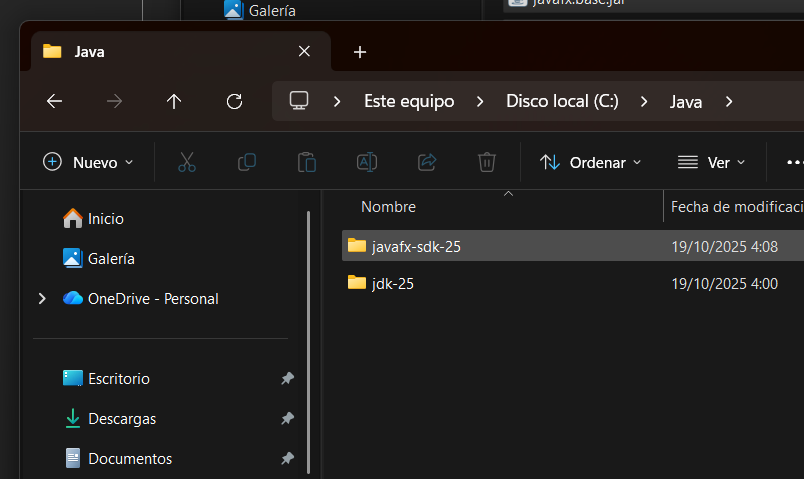 Galería
javafx.base.jar
Java
Este equipo > Disco local (C:) > Java >
Nuevo
Ordenar
Ver
Nombre
Fecha de modificaci
Inicio
Galería
OneDrive - Personal
Escritorio
Descargas
Documentos
javafx-sdk-25
19/10/2025 4:08
jdk-25
19/10/2025 4:00